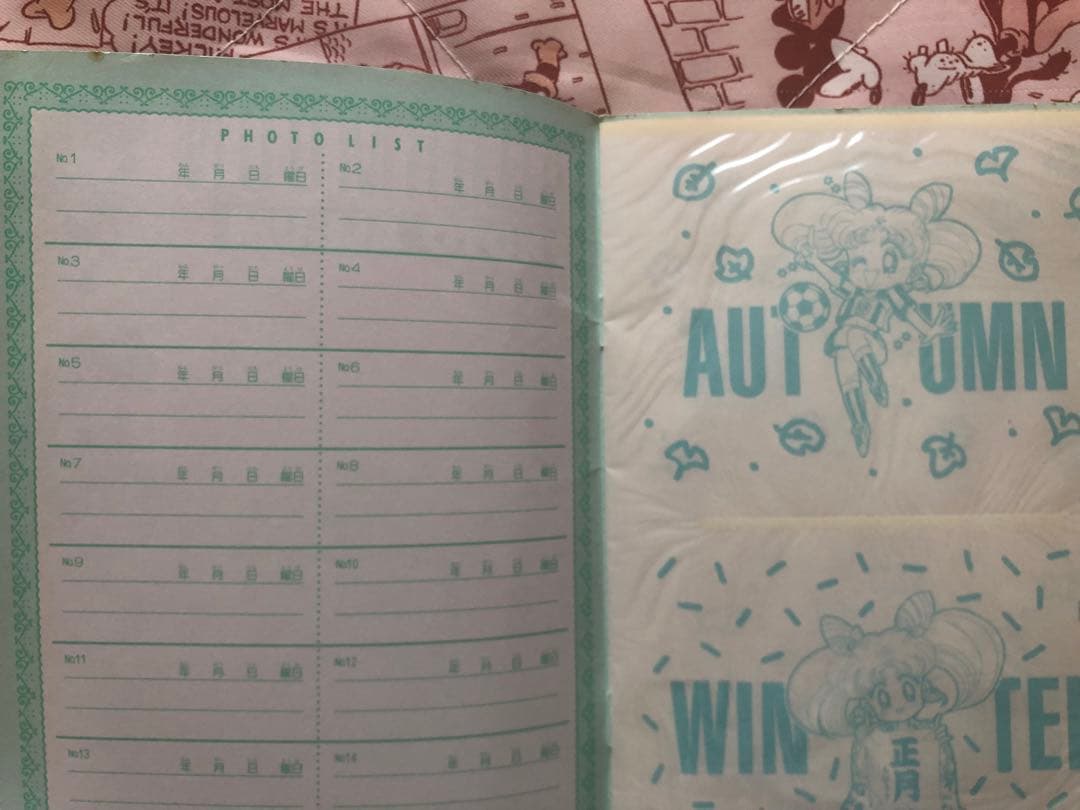 THE MOST
IT'S MARVELOUS! IT'S
'S WONDERFUL!
MICKEY!
PHOTO LIST
No.1 年 月 日 曜日
No.2 年 月 日 曜日
No.3 年 月 日 曜日
No.4 年 月 日 曜日
No.5 年 月 日 曜日
No.6 年 月 日 曜日
No.7 年 月 日 曜日
No.8 年 月 日 曜日
No.9 年 月 日 曜日
No.10 年 月 日 曜日
No.11 年 月 日 曜日
No.12 年 月 日 曜日
No.13 年 月 日 曜日
No.14 年 月 日 曜日
AUTUMN
WINTE
正月